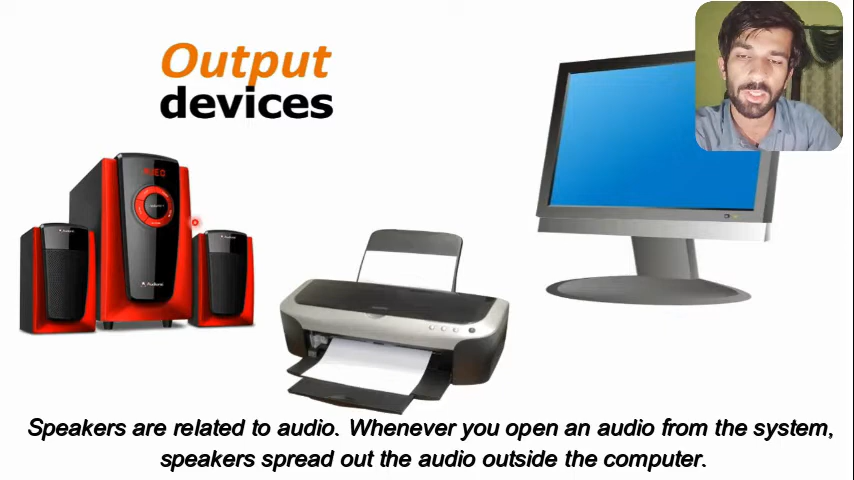 Output
devices
Speakers are related to audio. Whenever you open an audio from the system,
speakers spread out the audio outside the computer.